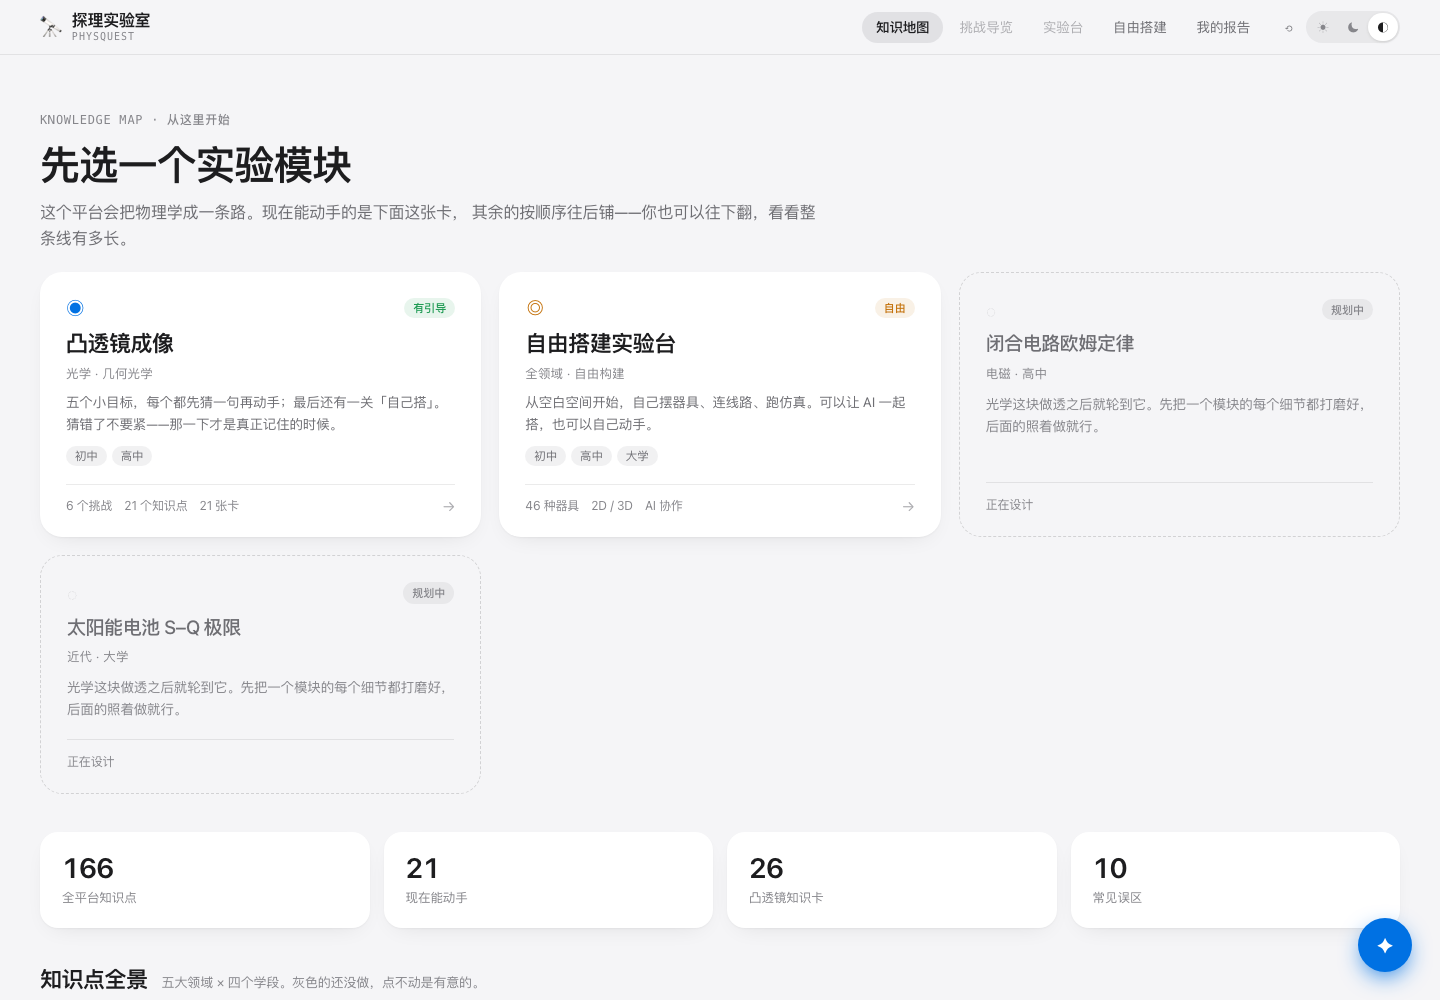 探理实验室
PHYSQUEST
知识地图
挑战导览
实验台
自由搭建
我的报告
KNOWLEDGE MAP · 从这里开始
先选一个实验模块
这个平台会把物理学成一条路。现在能动手的是下面这张卡， 其余的按顺序往后铺——你也可以往下翻，看看整
条线有多长。
有引导
凸透镜成像
光学 · 几何光学
五个小目标，每个都先猜一句再动手；最后还有一关「自己搭」。
猜错了不要紧——那一下才是真正记住的时候。
初中 高中
6 个挑战 21 个知识点 21 张卡 →
自由
自由搭建实验台
全领域 · 自由构建
从空白空间开始，自己摆器具、连线路、跑仿真。可以让 AI 一起
搭，也可以自己动手。
初中 高中 大学
46 种器具 2D / 3D AI 协作 →
规划中
闭合电路欧姆定律
电磁 · 高中
光学这块做透之后就轮到它。先把一个模块的每个细节都打磨好，
后面的照着做就行。
正在设计
规划中
太阳能电池 S–Q 极限
近代 · 大学
光学这块做透之后就轮到它。先把一个模块的每个细节都打磨好，
后面的照着做就行。
正在设计
166
全平台知识点
21
现在能动手
26
凸透镜知识卡
10
常见误区
知识点全景 五大领域 × 四个学段。灰色的还没做，点不动是有意的。